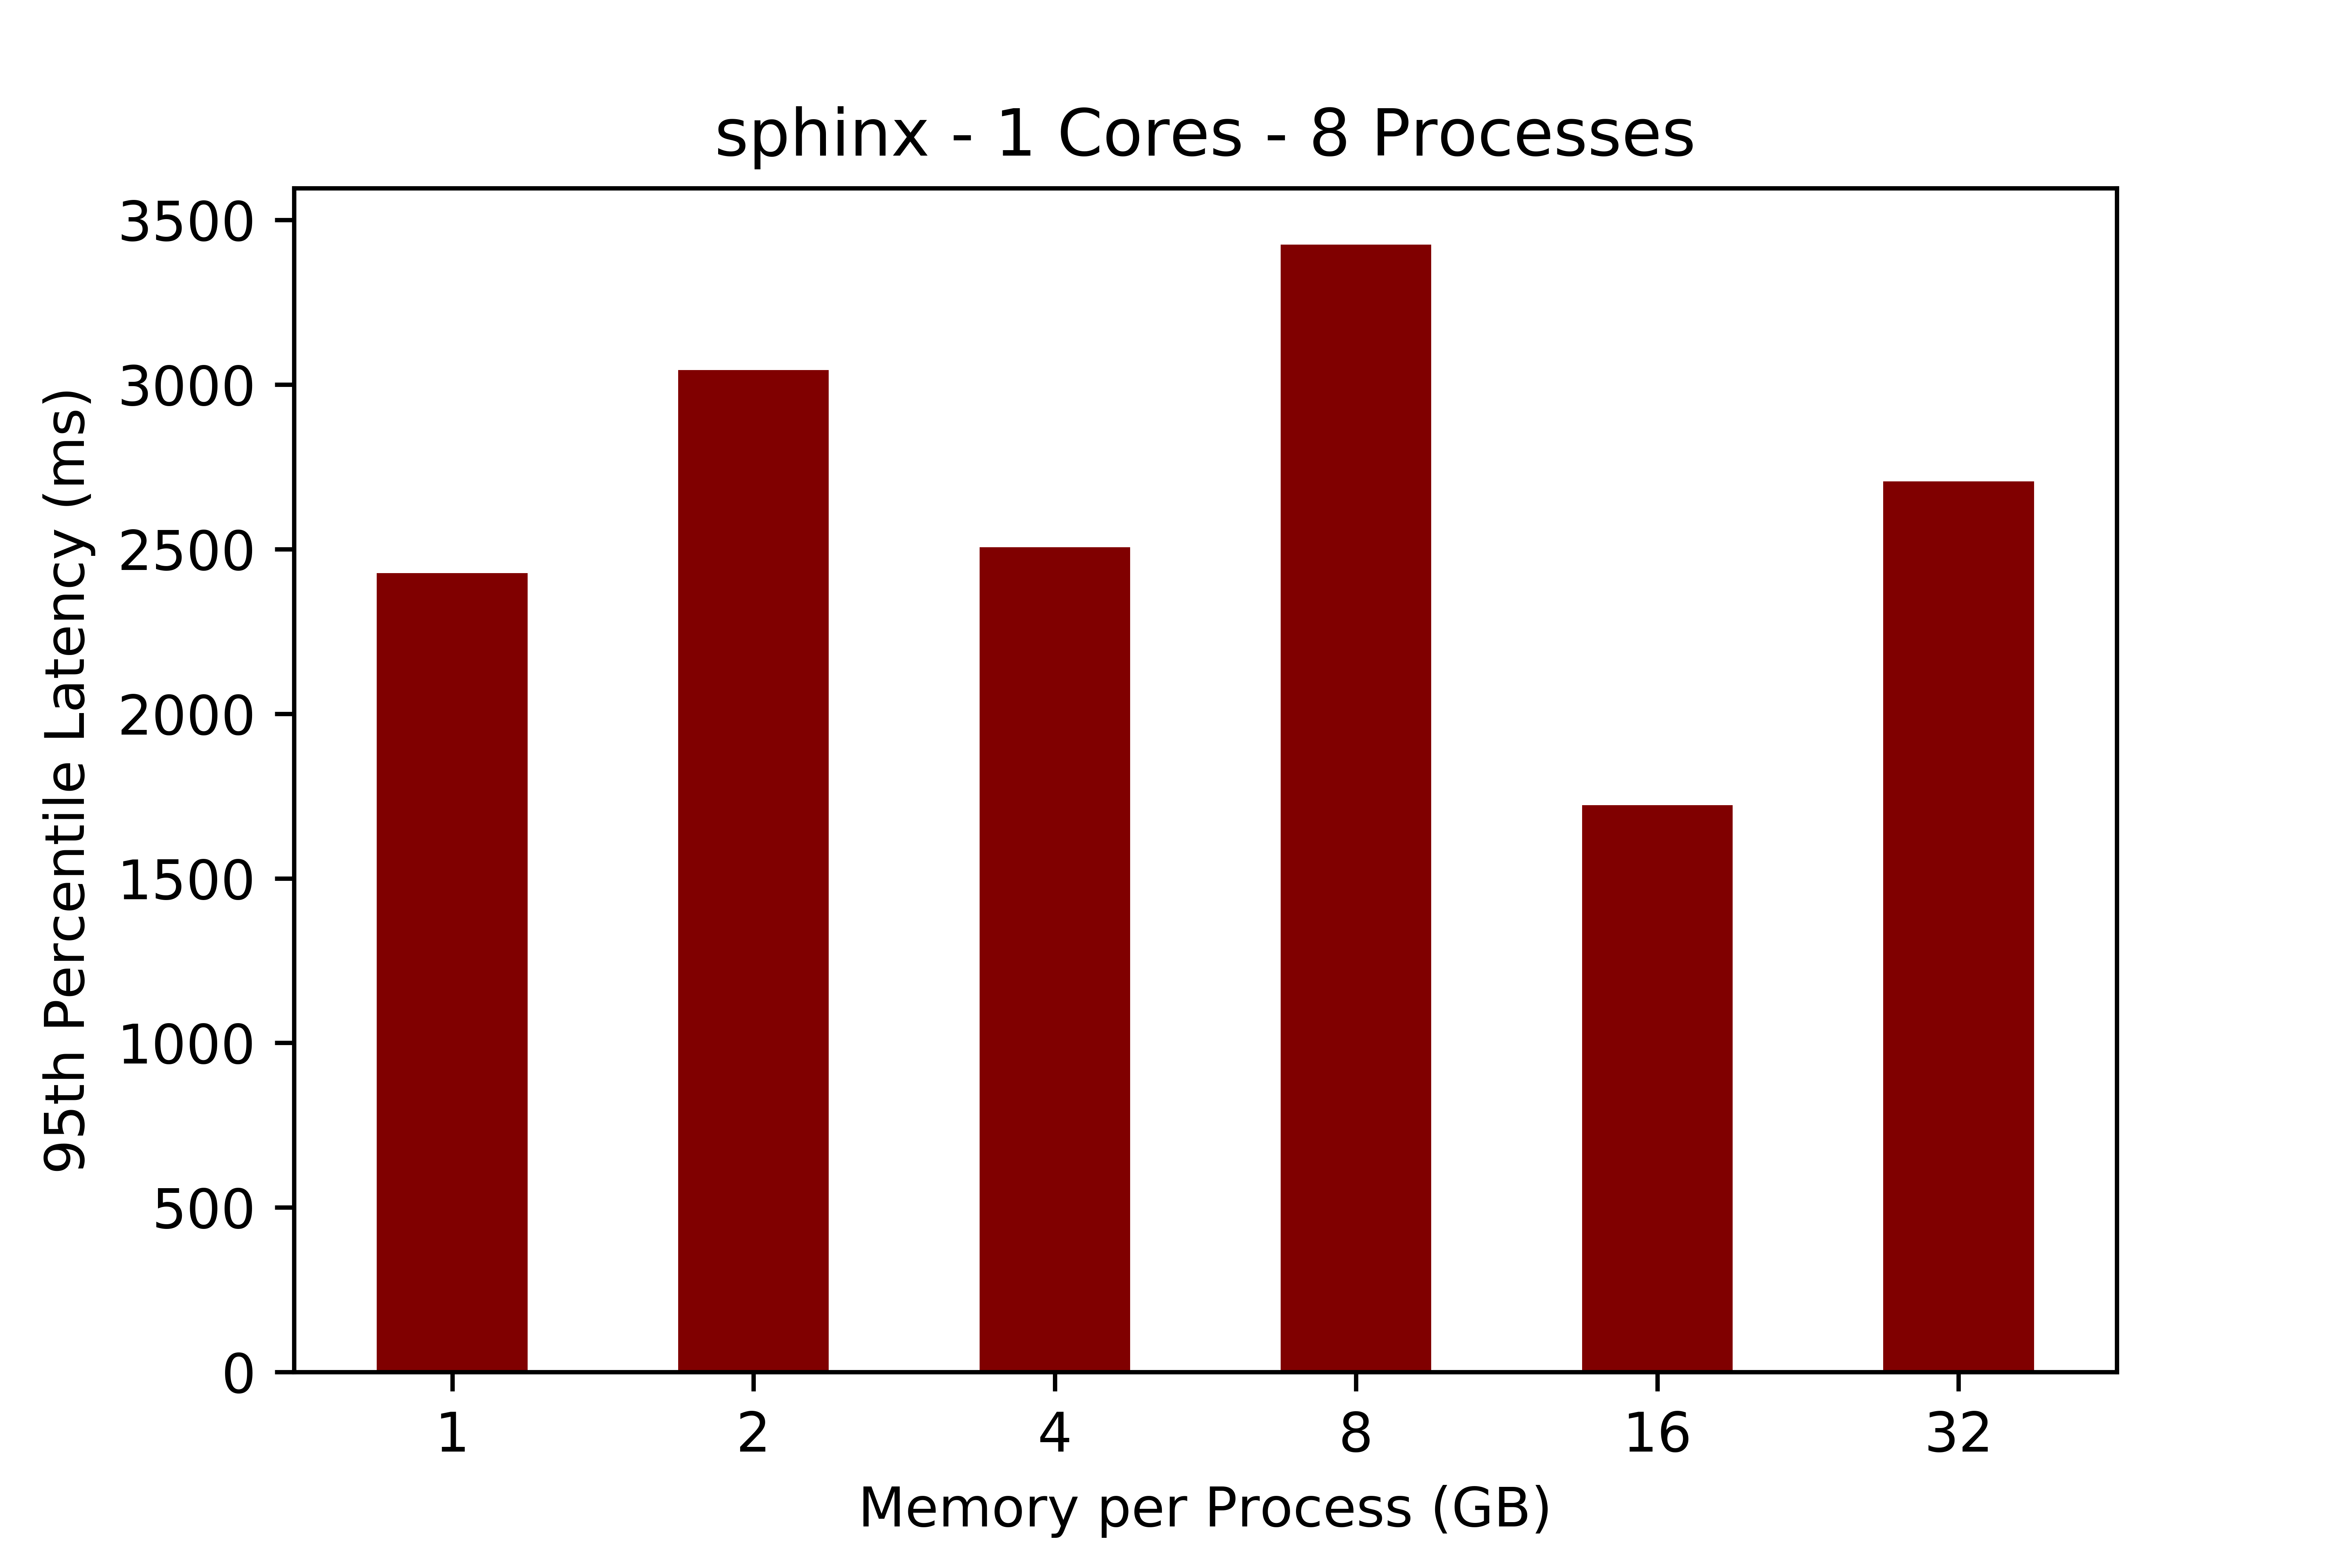 sphinx - 1 Cores - 8 Processes
95th Percentile Latency (ms)
3500
3000
2500
2000
1500
1000
500
0
1 2 4 8 16 32
Memory per Process (GB)